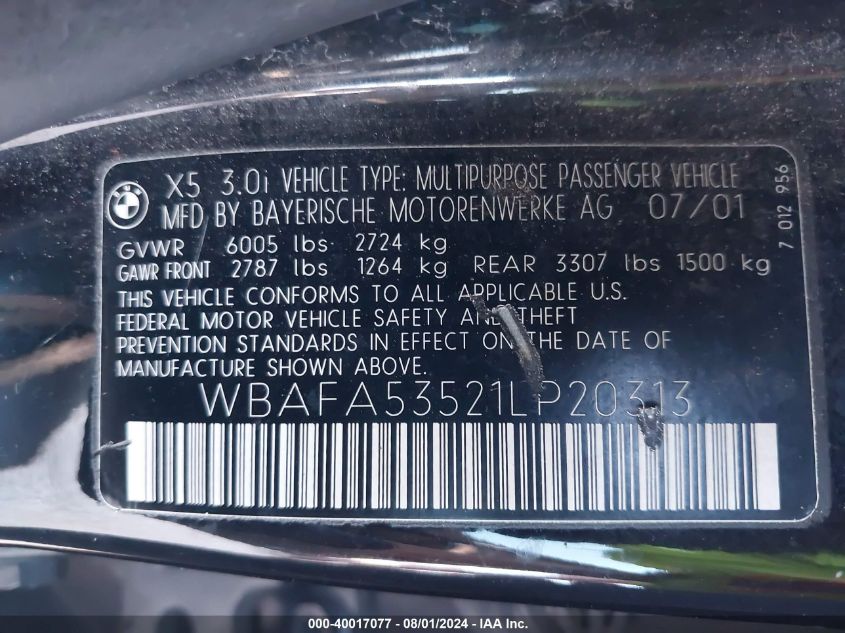 X5 3.0i VEHICLE TYPE: MULTIPURPOSE PASSENGER VEHICLE
MFD BY BAYERISCHE MOTORENWERKE AG 07/01
GVWR 6005 lbs 2724 kg
GAWR FRONT 2787 lbs 1264 kg REAR 3307 lbs 1500 kg
THIS VEHICLE CONFORMS TO ALL APPLICABLE U.S.
FEDERAL MOTOR VEHICLE SAFETY AND THEFT
PREVENTION STANDARDS IN EFFECT ON THE DATE OF
MANUFACTURE SHOWN ABOVE.
WBAFA53521LP20313
7 012 956
000-40017077 - 08/01/2024 - IAA Inc.